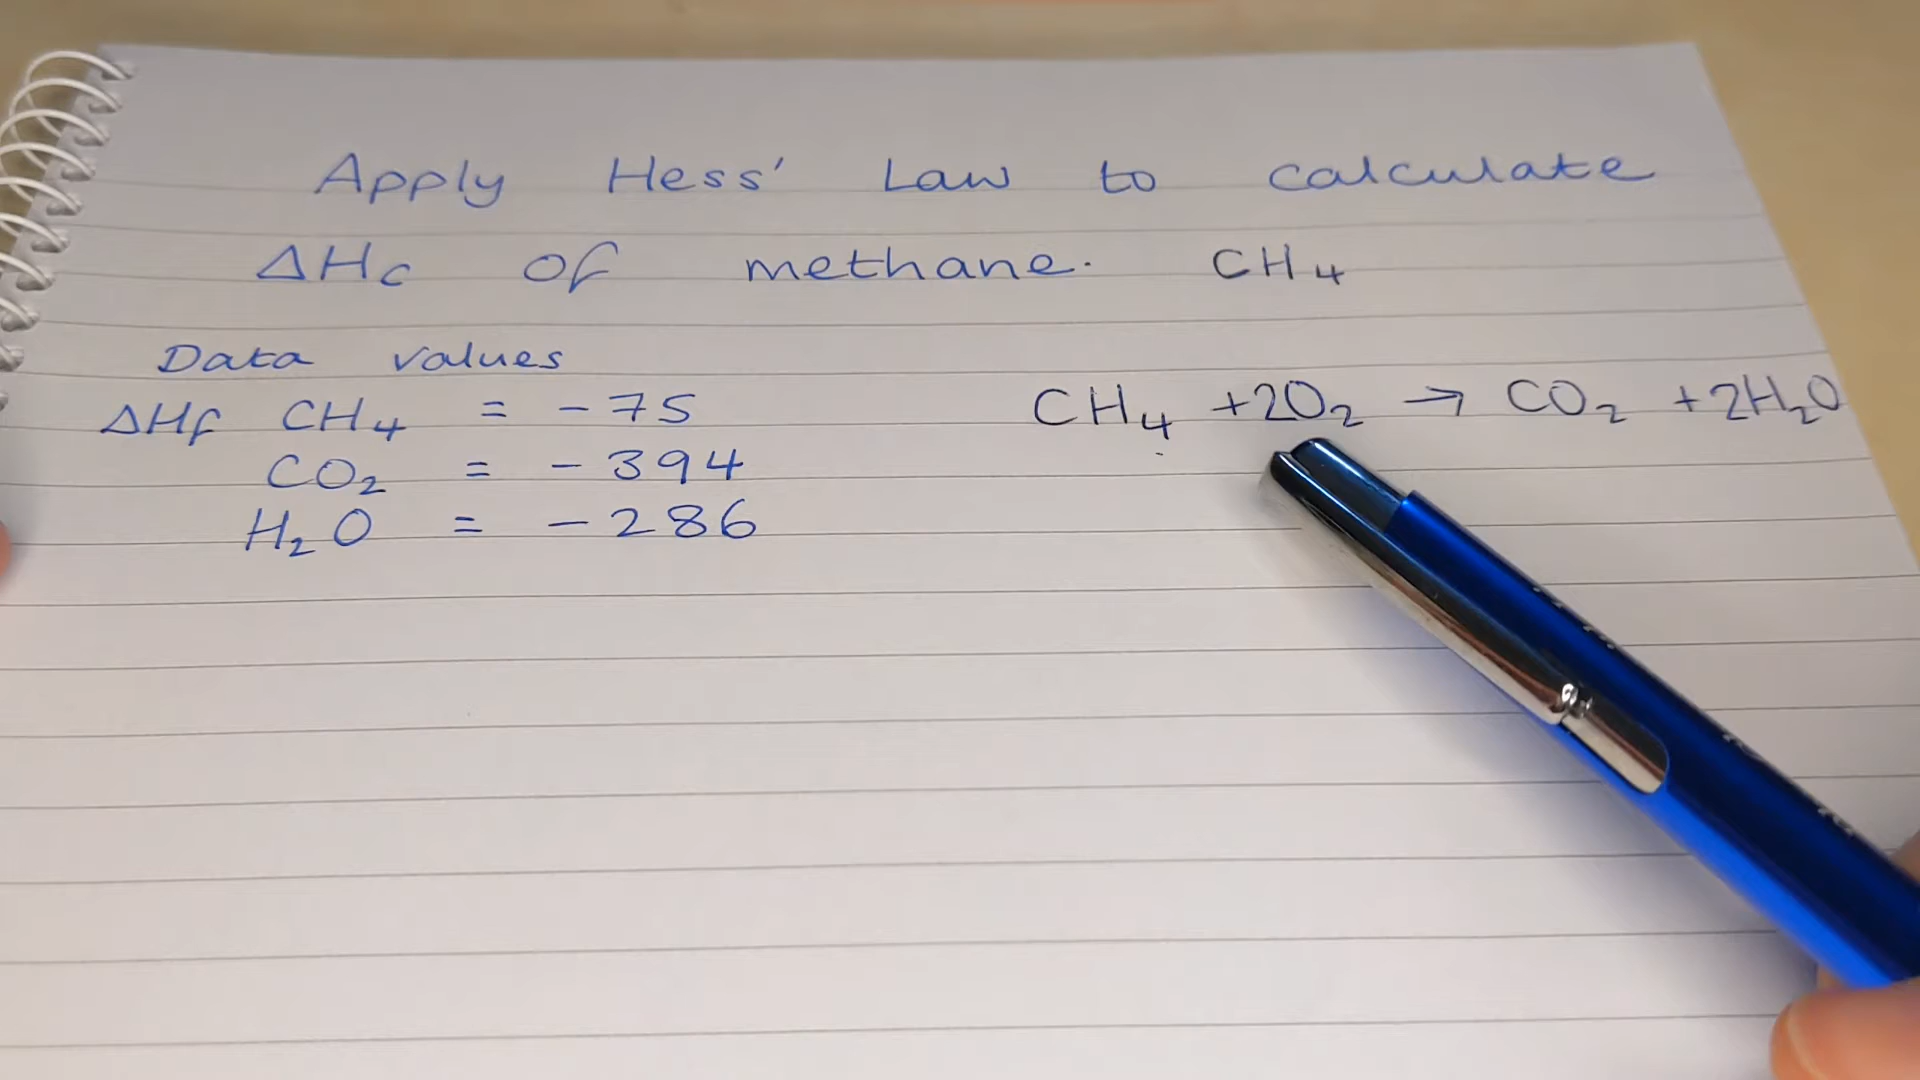 Apply Hess' Law to calculate
ΔHc of methane. CH₄
Data values
ΔHf CH₄ = -75
CO₂ = -394
H₂O = -286
CH₄ +2O₂ → CO₂ +2H₂O